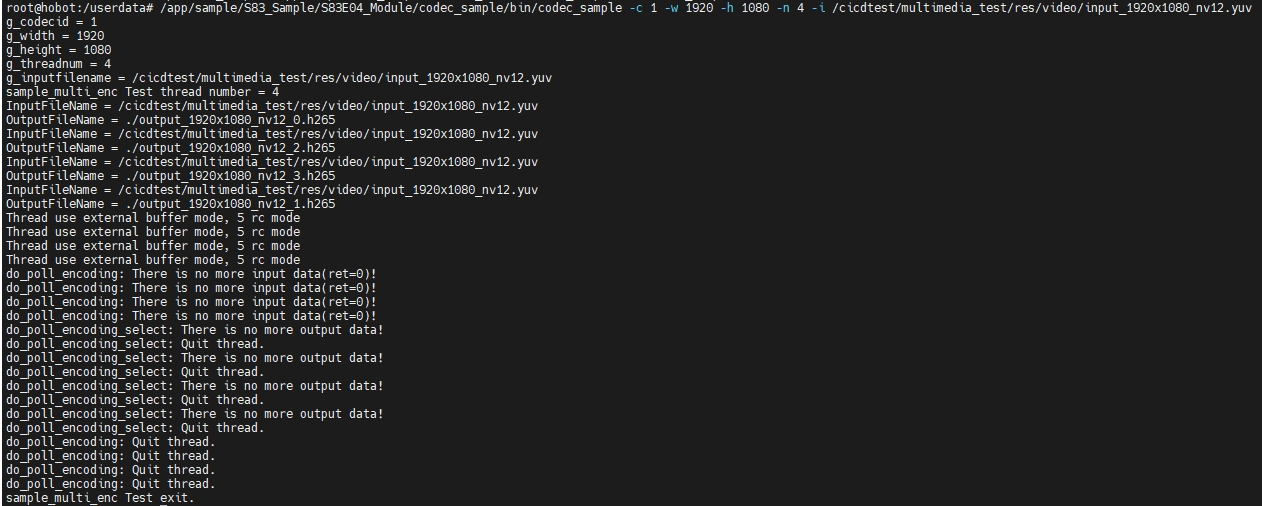 root@hobot:/userdata# /app/sample/S83_Sample/S83E04_Module/codec_sample/bin/codec_sample -c 1 -w 1920 -h 1080 -n 4 -i /cicdtest/multimedia_test/res/video/input_1920x1080_nv12.yuv
g_codecid = 1
g_width = 1920
g_height = 1080
g_threadnum = 4
g_inputfilename = /cicdtest/multimedia_test/res/video/input_1920x1080_nv12.yuv
sample_multi_enc Test thread number = 4
InputFileName = /cicdtest/multimedia_test/res/video/input_1920x1080_nv12.yuv
OutputFileName = ./output_1920x1080_nv12_0.h265
InputFileName = /cicdtest/multimedia_test/res/video/input_1920x1080_nv12.yuv
OutputFileName = ./output_1920x1080_nv12_2.h265
InputFileName = /cicdtest/multimedia_test/res/video/input_1920x1080_nv12.yuv
OutputFileName = ./output_1920x1080_nv12_3.h265
InputFileName = /cicdtest/multimedia_test/res/video/input_1920x1080_nv12.yuv
OutputFileName = ./output_1920x1080_nv12_1.h265
Thread use external buffer mode, 5 rc mode
Thread use external buffer mode, 5 rc mode
Thread use external buffer mode, 5 rc mode
Thread use external buffer mode, 5 rc mode
do_poll_encoding: There is no more input data(ret=0)!
do_poll_encoding: There is no more input data(ret=0)!
do_poll_encoding: There is no more input data(ret=0)!
do_poll_encoding: There is no more input data(ret=0)!
do_poll_encoding_select: There is no more output data!
do_poll_encoding_select: Quit thread.
do_poll_encoding_select: There is no more output data!
do_poll_encoding_select: Quit thread.
do_poll_encoding_select: There is no more output data!
do_poll_encoding_select: Quit thread.
do_poll_encoding_select: There is no more output data!
do_poll_encoding_select: Quit thread.
do_poll_encoding: Quit thread.
do_poll_encoding: Quit thread.
do_poll_encoding: Quit thread.
do_poll_encoding: Quit thread.
sample_multi_enc Test exit.